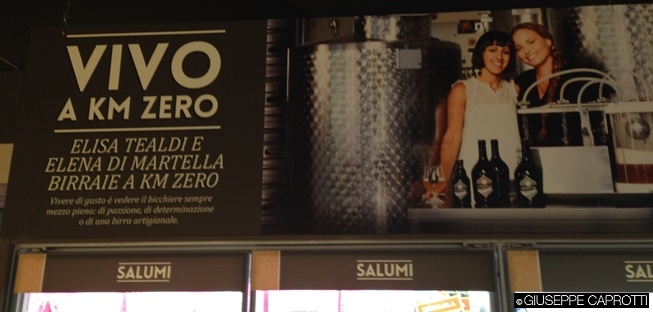 VIVO
A KM ZERO
ELISA TEALDI E
ELENA DI MARTELLA
BIRRAIE A KM ZERO
Vivere di gusto è vedere il bicchiere sempre
mezzo pieno: di passione, di determinazione
o di una birra artigianale.
SALUMI
SALUMI
SAL
© GIUSEPPE CAPROTTI